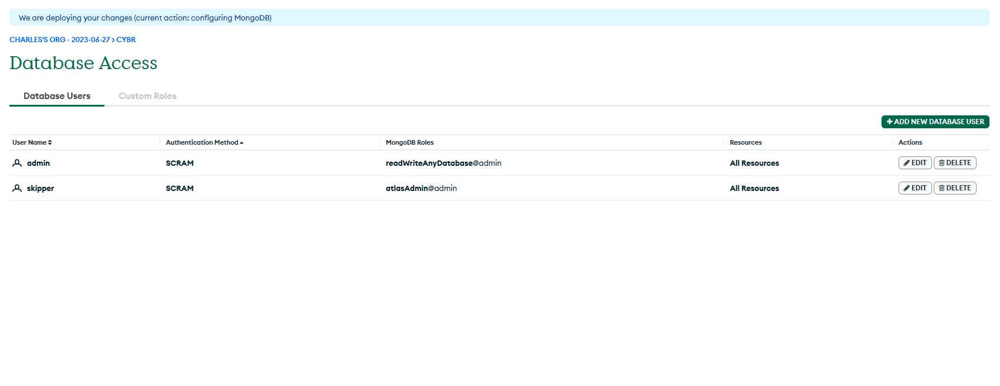 We are deploying your changes (current action: configuring MongoDB)
CHARLES'S ORG - 2023-06-27 > CYBR
Database Access
Database Users Custom Roles
+ ADD NEW DATABASE USER
User Name Authentication Method MongoDB Roles Resources Actions
admin SCRAM readWriteAnyDatabase@admin All Resources EDIT DELETE
skipper SCRAM atlasAdmin@admin All Resources EDIT DELETE